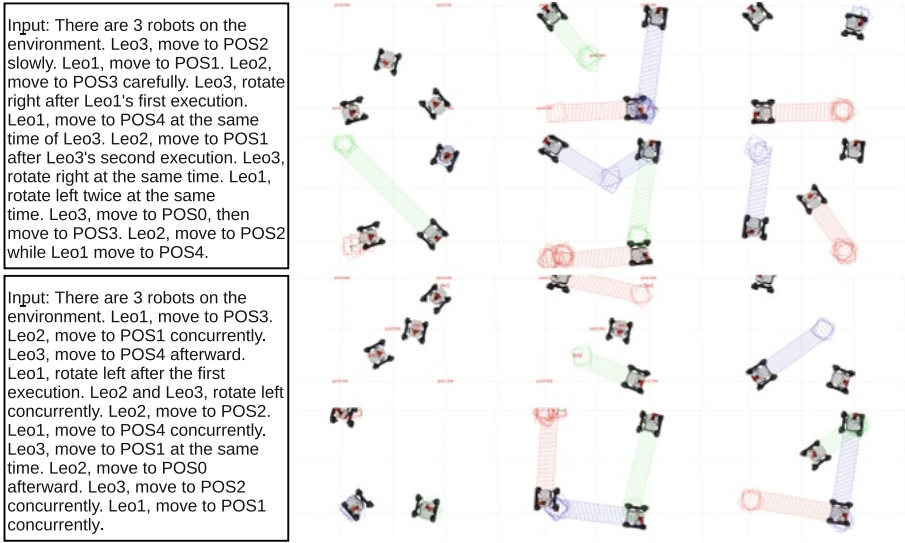 Input: There are 3 robots on the
environment. Leo3, move to POS2
slowly. Leo1, move to POS1. Leo2,
move to POS3 carefully. Leo3, rotate
right after Leo1's first execution.
Leo1, move to POS4 at the same
time of Leo3. Leo2, move to POS1
after Leo3's second execution. Leo3,
rotate right at the same time. Leo1,
rotate left twice at the same
time. Leo3, move to POS0, then
move to POS3. Leo2, move to POS2
while Leo1 move to POS4.
Input: There are 3 robots on the
environment. Leo1, move to POS3.
Leo2, move to POS1 concurrently.
Leo3, move to POS4 afterward.
Leo1, rotate left after the first
execution. Leo2 and Leo3, rotate left
concurrently. Leo2, move to POS2.
Leo1, move to POS4 concurrently.
Leo3, move to POS1 at the same
time. Leo2, move to POS0
afterward. Leo3, move to POS2
concurrently. Leo1, move to POS1
concurrently.